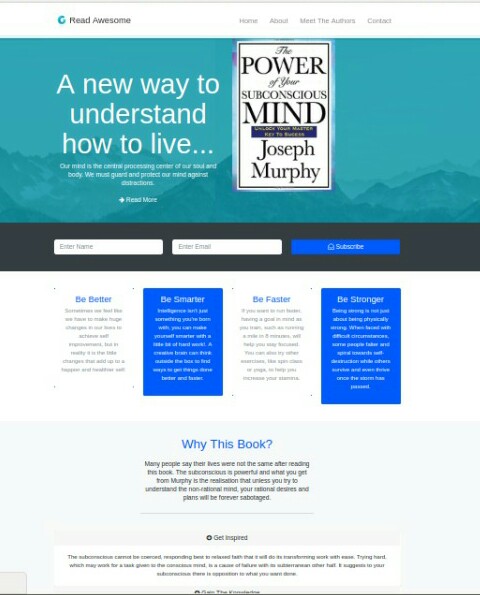 Read Awesome
Home About Meet The Authors Contact
A new way to
understand
how to live...
Our mind is the central processing center of our soul and
body. We must guard and protect our mind against
distractions.
Read More
The
POWER
of Your
SUBCONSCIOUS
MIND
UNLOCK YOUR MASTER
KEY TO SUCCESS
Joseph
Murphy
Enter Name
Enter Email
Subscribe
Be Better
Sometimes we feel like
we have to make huge
changes in our lives to
achieve self
improvement, but in
reality it is the little
changes that add up to a
happier and healthier self.
Be Smarter
Intelligence isn't just
something you're born
with, you can make
yourself smarter with a
little bit of hard work! A
creative brain can think
outside the box to find
ways to get things done
better and faster.
Be Faster
If you want to run faster,
having a goal in mind as
you train, such as running
a mile in 8 minutes, will
help you stay focused.
You can also try other
exercises, like spin class
or yoga, to help you
increase your stamina.
Be Stronger
Being strong is not just
about being physically
strong. When faced with
difficult circumstances,
some people falter and
spiral towards self-
destruction while others
survive and even thrive
once the storm has
passed.
Why This Book?
Many people say their lives were not the same after reading
this book. The subconscious is powerful and what you get
from Murphy is the realisation that unless you try to
understand the non-rational mind, your rational desires and
plans will be forever sabotaged.
Get Inspired
The subconscious cannot be coerced, responding best to relaxed faith that it will do its transforming work with ease. Trying hard,
which may work for a task given to the conscious mind, is a cause of failure with its subterranean other half. It suggests to your
subconscious there is opposition to what you want done.
Gain The Knowledge